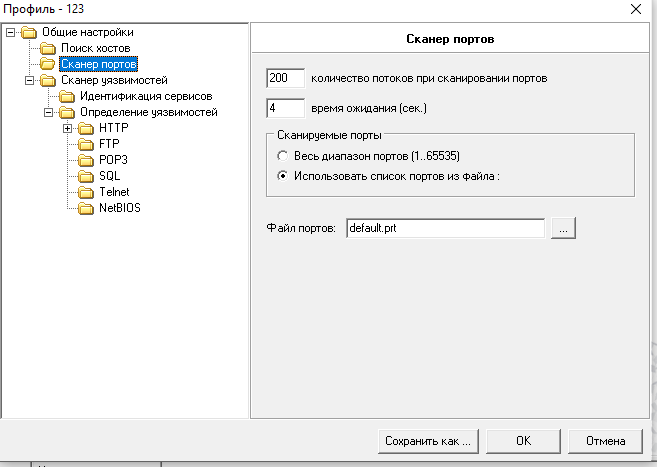 Профиль - 123
Общие настройки
Поиск хостов
Сканер портов
Сканер уязвимостей
Идентификация сервисов
Определение уязвимостей
HTTP
FTP
POP3
SQL
Telnet
NetBIOS
Сканер портов
200 количество потоков при сканировании портов
4 время ожидания (сек.)
Сканируемые порты
Весь диапазон портов (1..65535)
Использовать список портов из файла :
Файл портов: default.prt ...
Сохранить как ... OK Отмена